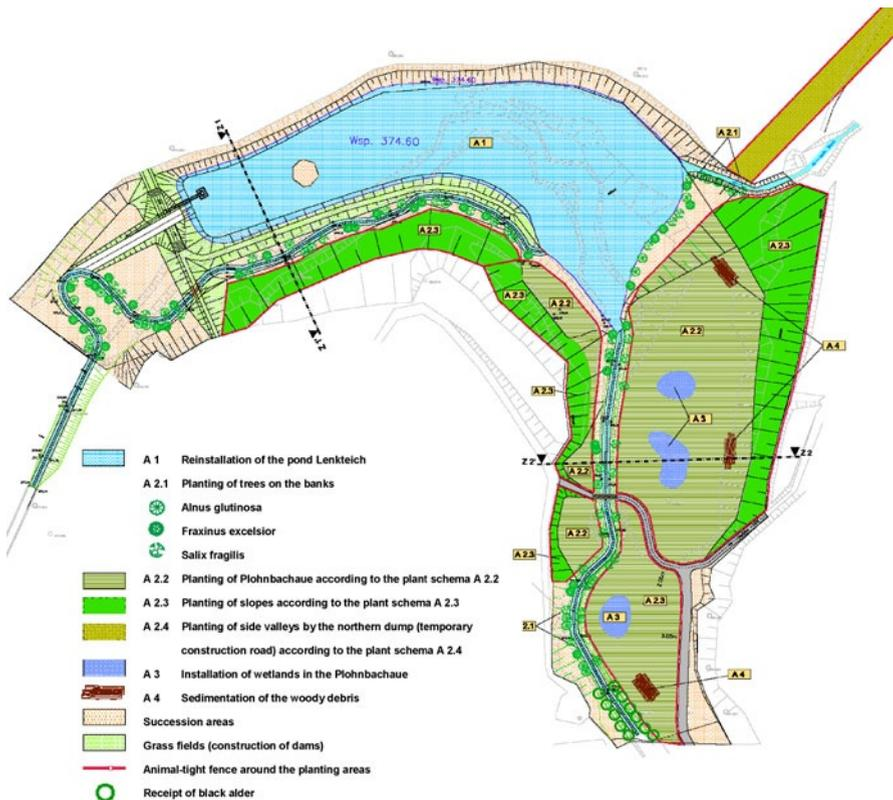 Wsp. 374.60
Wsp. 374.60
A 1
A 2.1
A 2.3
A 2.3
A 2.3
A 2.2
A 2.2
A 4
A 2.3
A 3
Z 2'
Z 2
A 2.2
A 2.2
A 2.3
A 2.3
A 3
2.1
A 4
A 1 Reinstallation of the pond Lenkteich
A 2.1 Planting of trees on the banks
Alnus glutinosa
Fraxinus excelsior
Salix fragilis
A 2.2 Planting of Plohnbachaue according to the plant schema A 2.2
A 2.3 Planting of slopes according to the plant schema A 2.3
A 2.4 Planting of side valleys by the northern dump (temporary
construction road) according to the plant schema A 2.4
A 3 Installation of wetlands in the Plohnbachaue
A 4 Sedimentation of the woody debris
Succession areas
Grass fields (construction of dams)
Animal-tight fence around the planting areas
Receipt of black alder